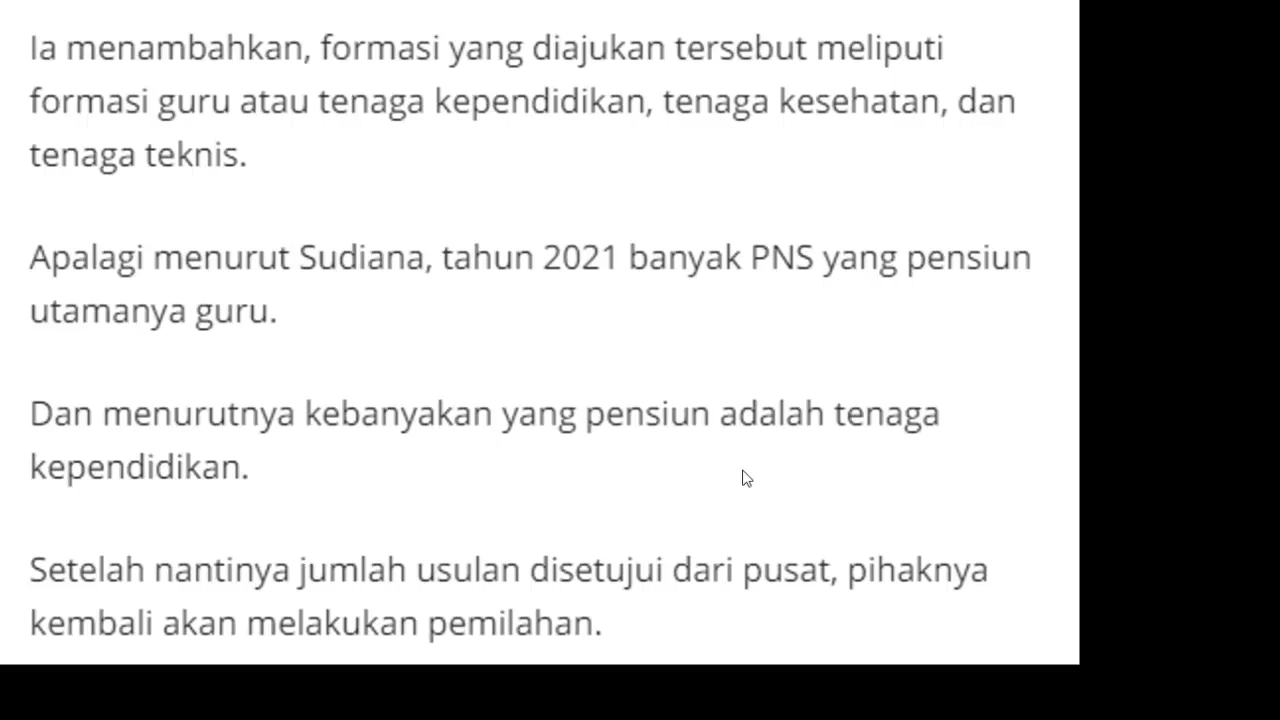 Ia menambahkan, formasi yang diajukan tersebut meliputi
formasi guru atau tenaga kependidikan, tenaga kesehatan, dan
tenaga teknis.
Apalagi menurut Sudiana, tahun 2021 banyak PNS yang pensiun
utamanya guru.
Dan menurutnya kebanyakan yang pensiun adalah tenaga
kependidikan.
Setelah nantinya jumlah usulan disetujui dari pusat, pihaknya
kembali akan melakukan pemilahan.